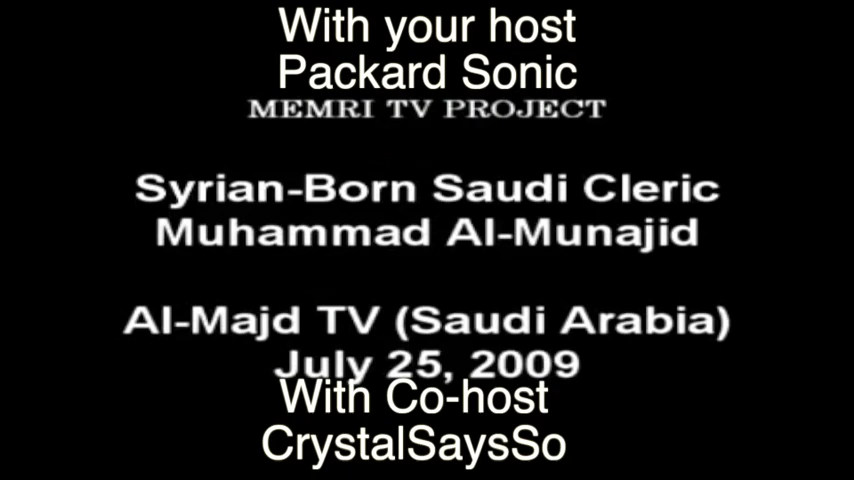 With your host
Packard Sonic
MEMRI TV PROJECT
Syrian-Born Saudi Cleric
Muhammad Al-Munajid
Al-Majd TV (Saudi Arabia)
July 25, 2009
With Co-host
CrystalSaysSo